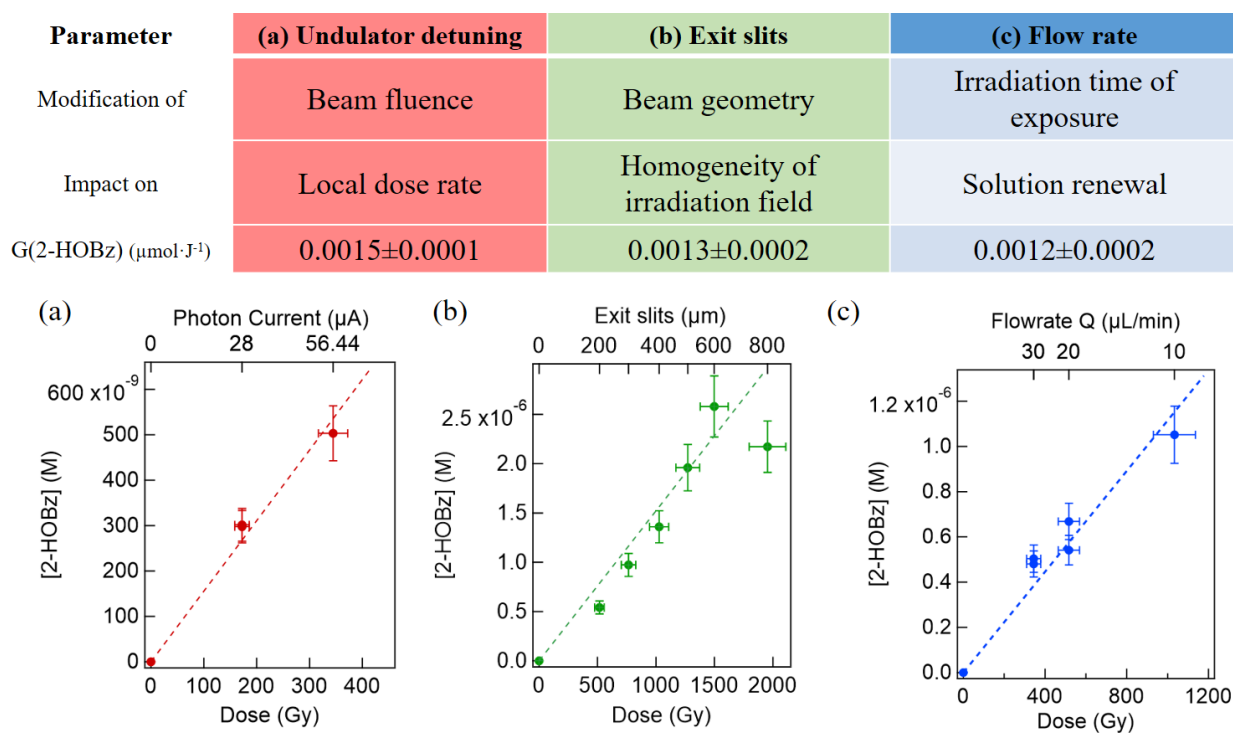 Parameter (a) Undulator detuning (b) Exit slits (c) Flow rate
Modification of Beam fluence Beam geometry Irradiation time of
exposure
Impact on Local dose rate Homogeneity of
irradiation field Solution renewal
G(2-HOBz) (µmol·J⁻¹) 0.0015±0.0001 0.0013±0.0002 0.0012±0.0002
(a)
Photon Current (µA)
0 28 56.44
600 x10⁻⁹
500
400
300
200
100
0
[2-HOBz] (M)
0 100 200 300 400
Dose (Gy)
(b)
Exit slits (µm)
0 200 400 600 800
2.5 x10⁻⁶
2.0
1.5
1.0
0.5
0.0
[2-HOBz] (M)
0 500 1000 1500 2000
Dose (Gy)
(c)
Flowrate Q (µL/min)
30 20 10
1.2 x10⁻⁶
1.0
0.8
0.6
0.4
0.2
0.0
[2-HOBz] (M)
0 400 800 1200
Dose (Gy)